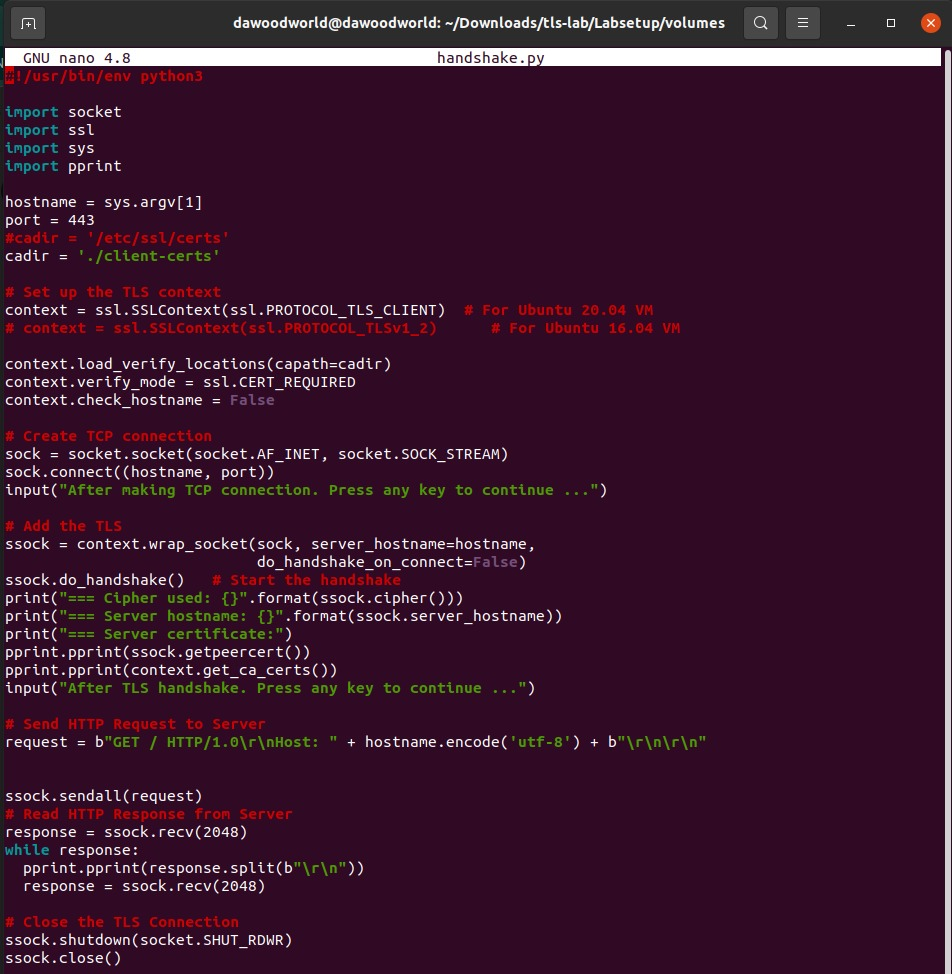 dawoodworld@dawoodworld: ~/Downloads/tls-lab/Labsetup/volumes
GNU nano 4.8 handshake.py
#!/usr/bin/env python3

import socket
import ssl
import sys
import pprint

hostname = sys.argv[1]
port = 443
#cadir = '/etc/ssl/certs'
cadir = './client-certs'

# Set up the TLS context
context = ssl.SSLContext(ssl.PROTOCOL_TLS_CLIENT)  # For Ubuntu 20.04 VM
# context = ssl.SSLContext(ssl.PROTOCOL_TLSv1_2)      # For Ubuntu 16.04 VM

context.load_verify_locations(capath=cadir)
context.verify_mode = ssl.CERT_REQUIRED
context.check_hostname = False

# Create TCP connection
sock = socket.socket(socket.AF_INET, socket.SOCK_STREAM)
sock.connect((hostname, port))
input("After making TCP connection. Press any key to continue ...")

# Add the TLS
ssock = context.wrap_socket(sock, server_hostname=hostname,
                            do_handshake_on_connect=False)
ssock.do_handshake()   # Start the handshake
print("=== Cipher used: {}".format(ssock.cipher()))
print("=== Server hostname: {}".format(ssock.server_hostname))
print("=== Server certificate:")
pprint.pprint(ssock.getpeercert())
pprint.pprint(context.get_ca_certs())
input("After TLS handshake. Press any key to continue ...")

# Send HTTP Request to Server
request = b"GET / HTTP/1.0\r\nHost: " + hostname.encode('utf-8') + b"\r\n\r\n"


ssock.sendall(request)
# Read HTTP Response from Server
response = ssock.recv(2048)
while response:
  pprint.pprint(response.split(b"\r\n"))
  response = ssock.recv(2048)

# Close the TLS Connection
ssock.shutdown(socket.SHUT_RDWR)
ssock.close()